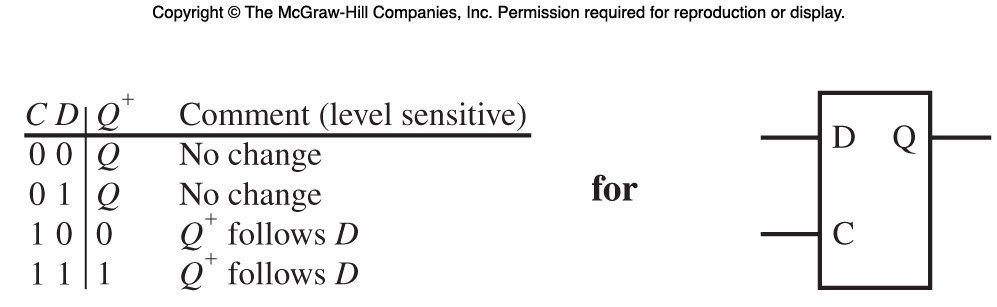 Copyright © The McGraw-Hill Companies, Inc. Permission required for reproduction or display.
C D Q⁺ Comment (level sensitive)
0 0 Q No change
0 1 Q No change
1 0 0 Q⁺ follows D
1 1 1 Q⁺ follows D
for
D Q
C